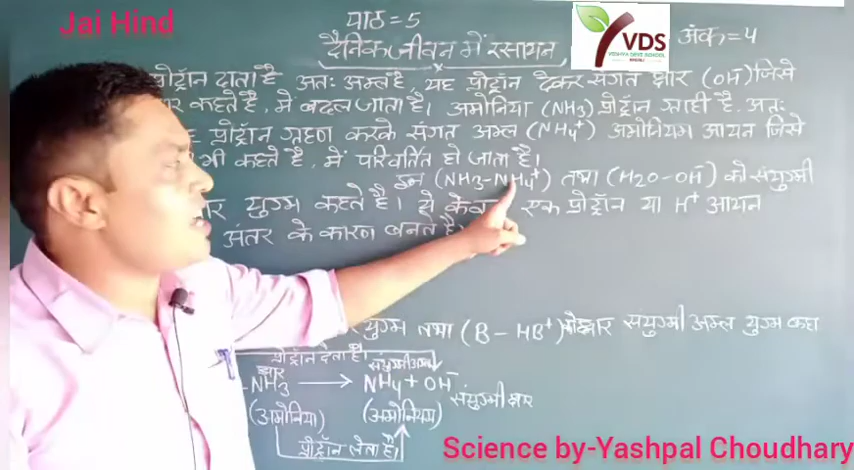 Jai Hind
पाठ=5
दैनिक जीवन में रसायन
VDS
अंक=4
प्रोट्रॉन दाता है अतः अम्ल है, यह प्रोट्रॉन देकर संगत क्षार (OH⁻) जिसे
कहते है, में बदल जाता है। अमोनिया (NH3) प्रोट्रॉन ग्राही है. अतः
प्रोट्रॉन ग्रहण करके संगत अम्ल (NH4⁺) अमोनियम आयन जिसे
भी कहते है, में परिवर्तित हो जाता है।
इन (NH3-NH4⁺) तथा (H2O-OH⁻) को संयुग्मी
युग्म कहते है। ये एक प्रोट्रॉन या H⁺ आयन
अंतर के कारण बनते है
युग्म तथा (B - HB⁺) संयुग्मी अम्ल युग्म कहा
प्रोट्रॉन देता है।
क्षार
संयुग्मी अम्ल
NH3 ⟶ NH4 + OH⁻
संयुग्मी क्षार
(अमोनिया) (अमोनियम)
प्रोट्रॉन लेता है।
Science by-Yashpal Choudhary